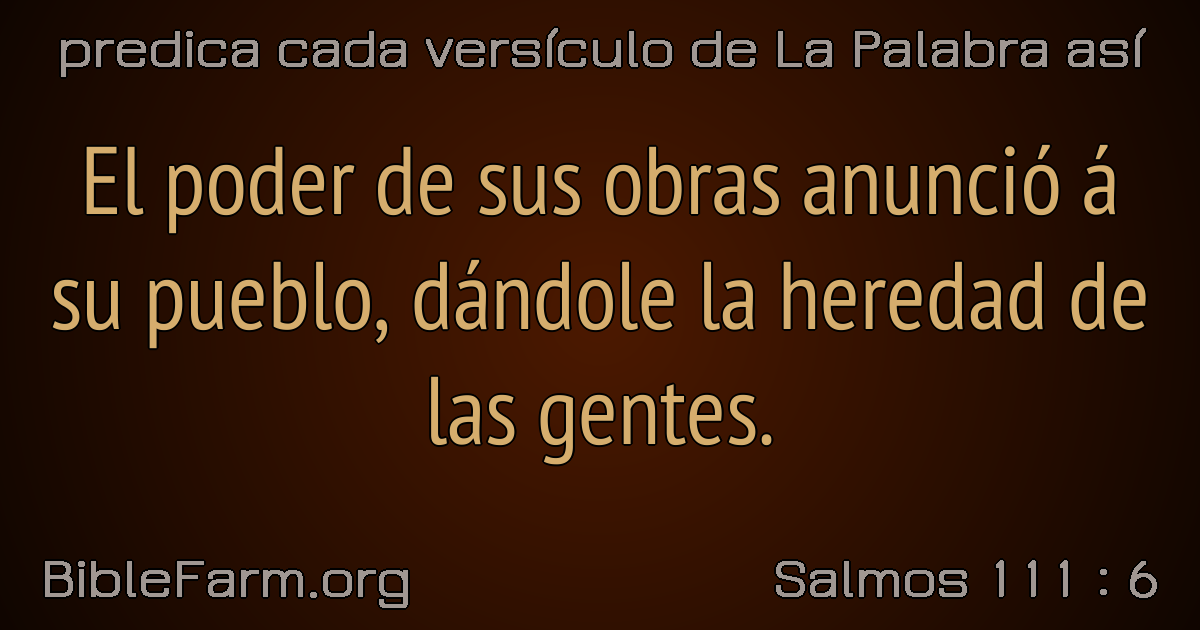 predica cada versículo de La Palabra así
El poder de sus obras anunció á
su pueblo, dándole la heredad de
las gentes.
BibleFarm.org
Salmos 111 : 6